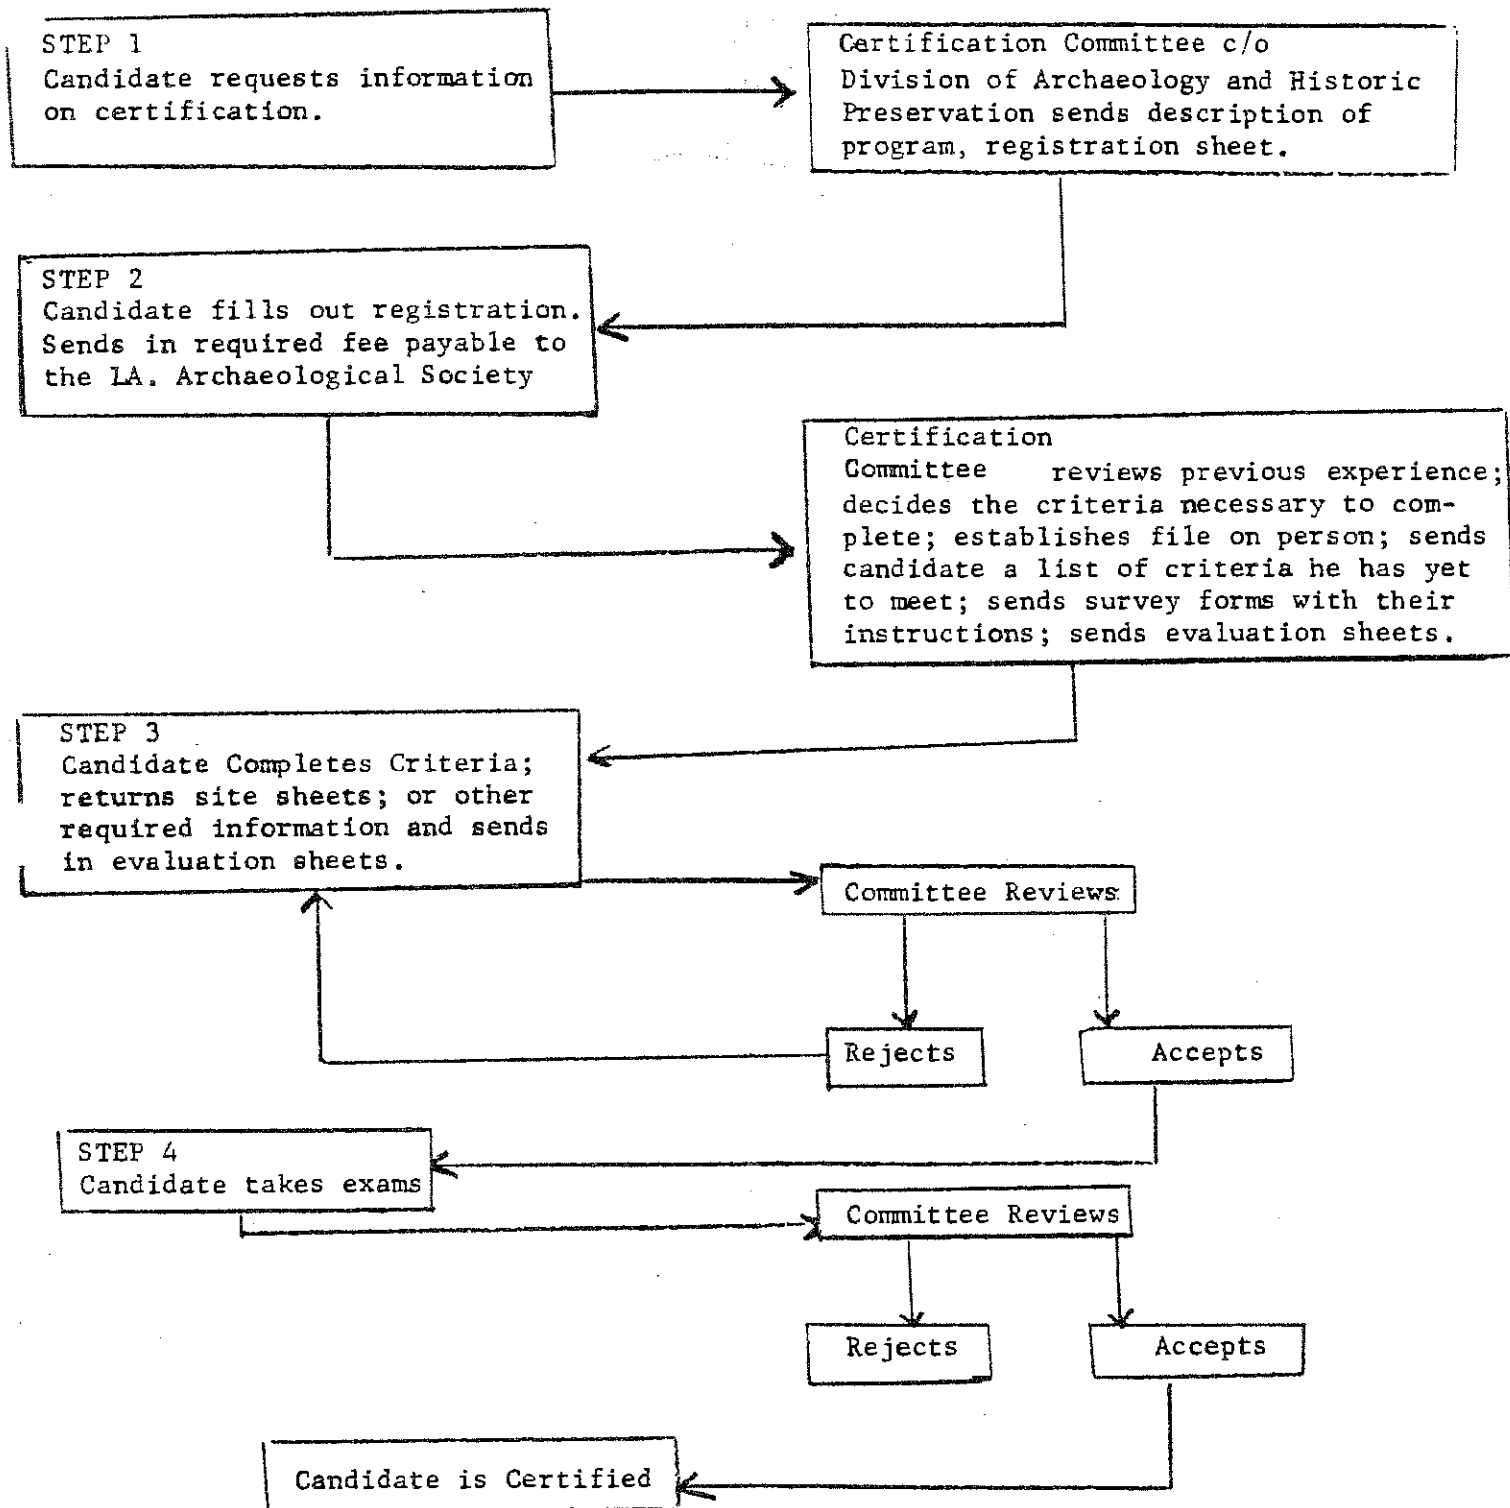 STEP 1
Candidate requests information
on certification.
Certification Committee c/o
Division of Archaeology and Historic
Preservation sends description of
program, registration sheet.
STEP 2
Candidate fills out registration.
Sends in required fee payable to
the LA. Archaeological Society
Certification
Committee reviews previous experience;
decides the criteria necessary to com-
plete; establishes file on person; sends
candidate a list of criteria he has yet
to meet; sends survey forms with their
instructions; sends evaluation sheets.
STEP 3
Candidate Completes Criteria;
returns site sheets; or other
required information and sends
in evaluation sheets.
Committee Reviews
Rejects
Accepts
STEP 4
Candidate takes exams
Committee Reviews
Rejects
Accepts
Candidate is Certified